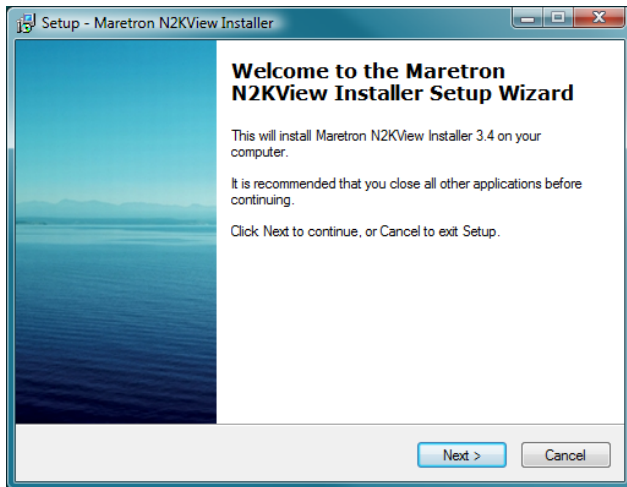 Setup - Maretron N2KView Installer
Welcome to the Maretron
N2KView Installer Setup Wizard
This will install Maretron N2KView Installer 3.4 on your
computer.
It is recommended that you close all other applications before
continuing.
Click Next to continue, or Cancel to exit Setup.
Next >
Cancel